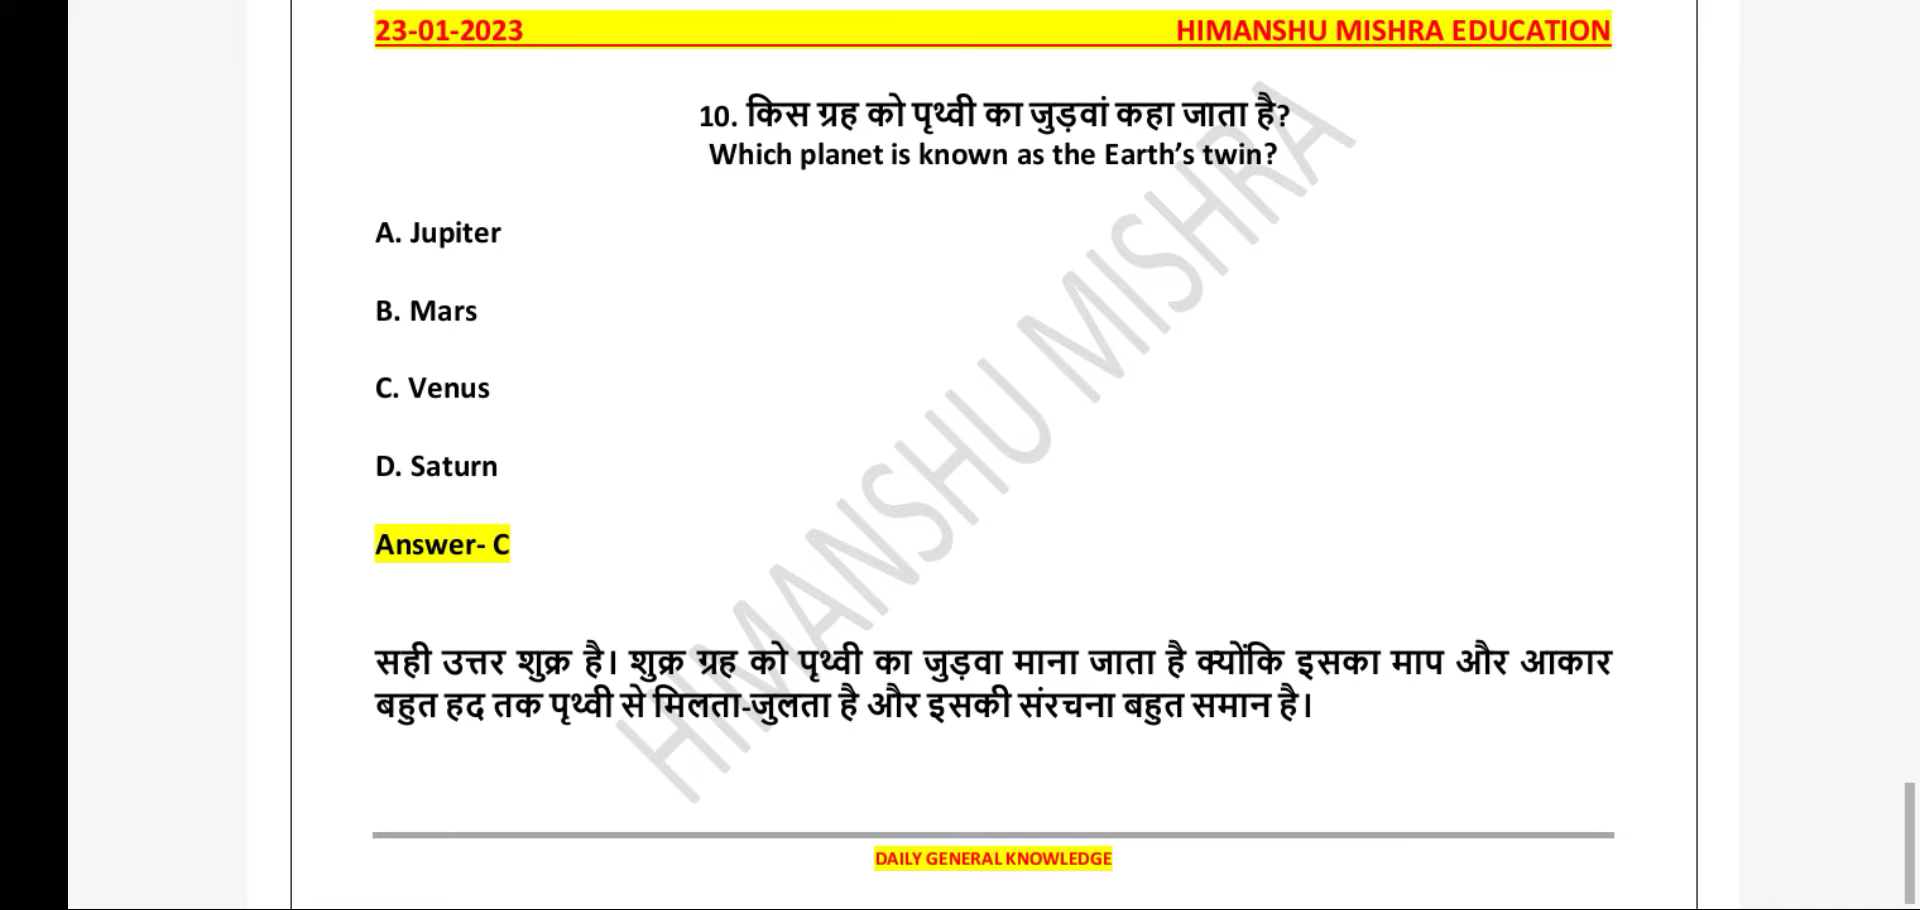 23-01-2023 HIMANSHU MISHRA EDUCATION
10. किस ग्रह को पृथ्वी का जुड़वां कहा जाता है?
Which planet is known as the Earth’s twin?
A. Jupiter
B. Mars
C. Venus
D. Saturn
Answer- C
सही उत्तर शुक्र है। शुक्र ग्रह को पृथ्वी का जुड़वा माना जाता है क्योंकि इसका माप और आकार
बहुत हद तक पृथ्वी से मिलता-जुलता है और इसकी संरचना बहुत समान है।
HIMANSHU MISHRA
DAILY GENERAL KNOWLEDGE